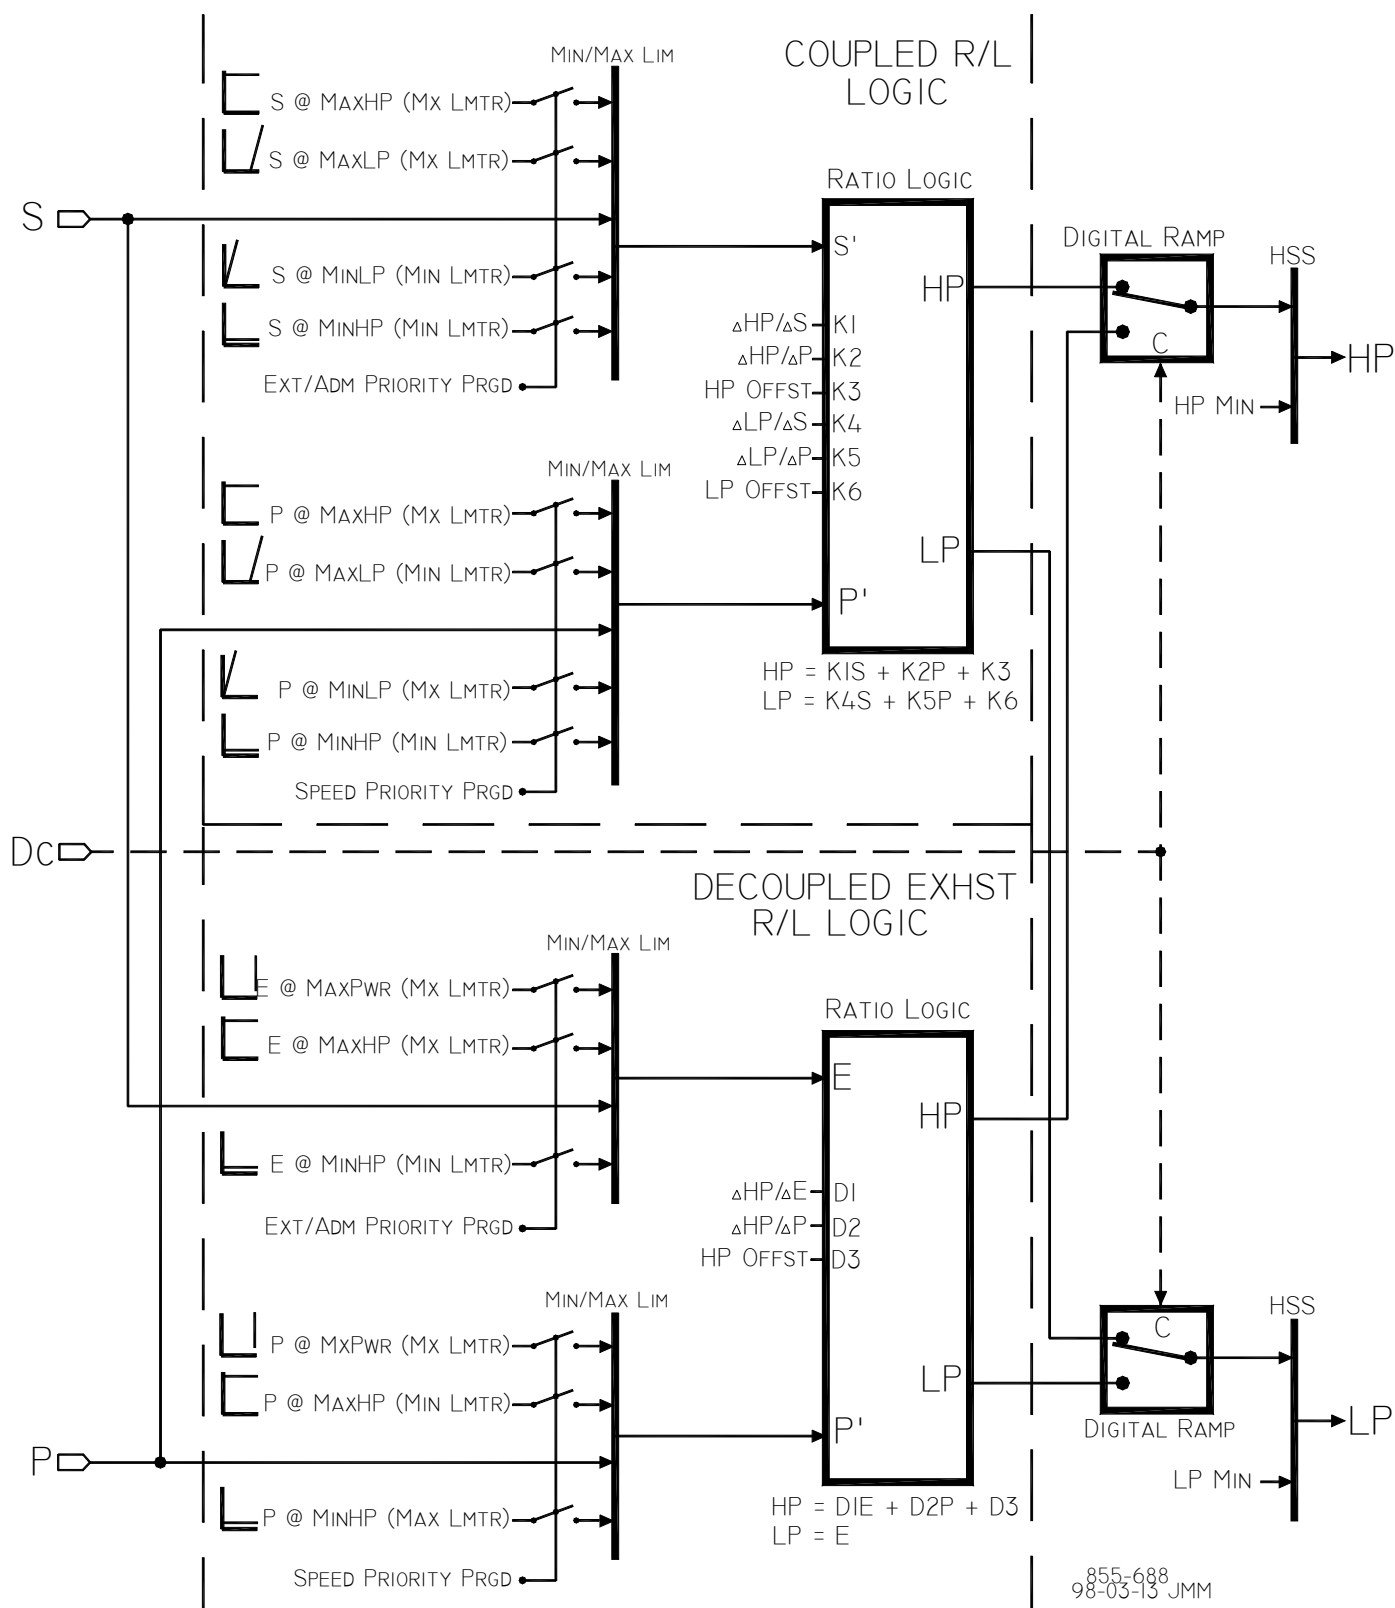 MIN/MAX LIM
COUPLED R/L
LOGIC
S @ MAXHP (MX LMTR)
S @ MAXLP (MX LMTR)
RATIO LOGIC
S
S'
DIGITAL RAMP
HSS
S @ MINLP (MIN LMTR)
HP
S @ MINHP (MIN LMTR)
ΔHP/ΔS K1
C
ΔHP/ΔP K2
HP
EXT/ADM PRIORITY PRGD
HP OFFST K3
HP MIN
ΔLP/ΔS K4
ΔLP/ΔP K5
MIN/MAX LIM
LP OFFST K6
P @ MAXHP (MX LMTR)
LP
P @ MAXLP (MIN LMTR)
P'
HP = K1S + K2P + K3
P @ MINLP (MX LMTR)
LP = K4S + K5P + K6
P @ MINHP (MIN LMTR)
SPEED PRIORITY PRGD
DC
DECOUPLED EXHST
R/L LOGIC
MIN/MAX LIM
E @ MAXPWR (MX LMTR)
RATIO LOGIC
E @ MAXHP (MX LMTR)
E
HP
E @ MINHP (MIN LMTR)
ΔHP/ΔE D1
EXT/ADM PRIORITY PRGD
ΔHP/ΔP D2
HP OFFST D3
MIN/MAX LIM
HSS
C
P @ MXPWR (MX LMTR)
LP
P @ MAXHP (MIN LMTR)
P'
DIGITAL RAMP
LP
P
LP MIN
HP = D1E + D2P + D3
P @ MINHP (MAX LMTR)
LP = E
SPEED PRIORITY PRGD
855-688
98-03-13 JMM